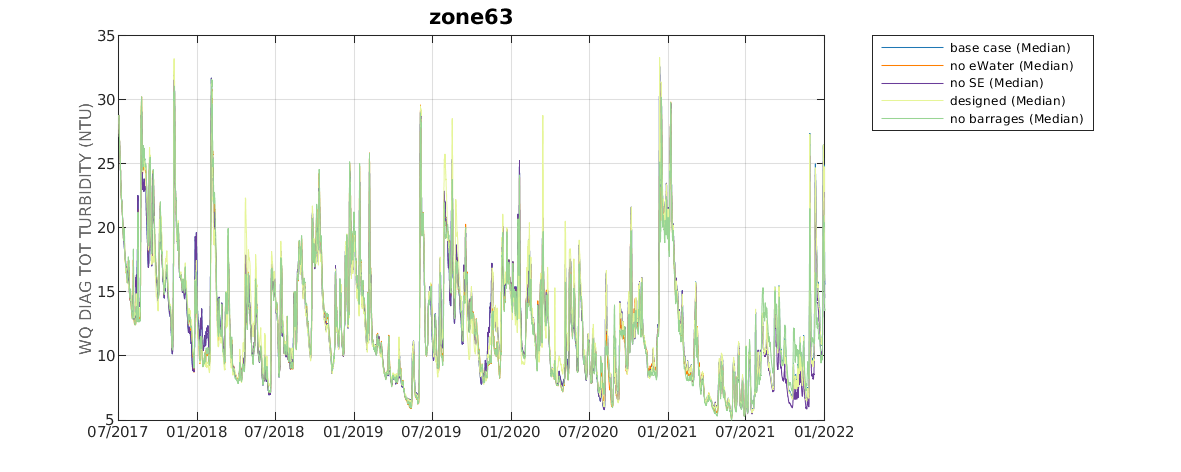 zone63
WQ DIAG TOT TURBIDITY (NTU)
35
30
25
20
15
10
5
07/2017 01/2018 07/2018 01/2019 07/2019 01/2020 07/2020 01/2021 07/2021 01/2022
base case (Median)
no eWater (Median)
no SE (Median)
designed (Median)
no barrages (Median)